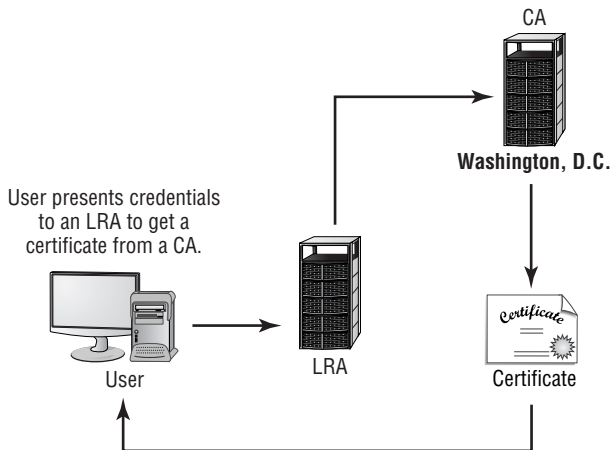 CA
Washington, D.C.
User presents credentials
to an LRA to get a
certificate from a CA.
User
LRA
Certificate
Certificate